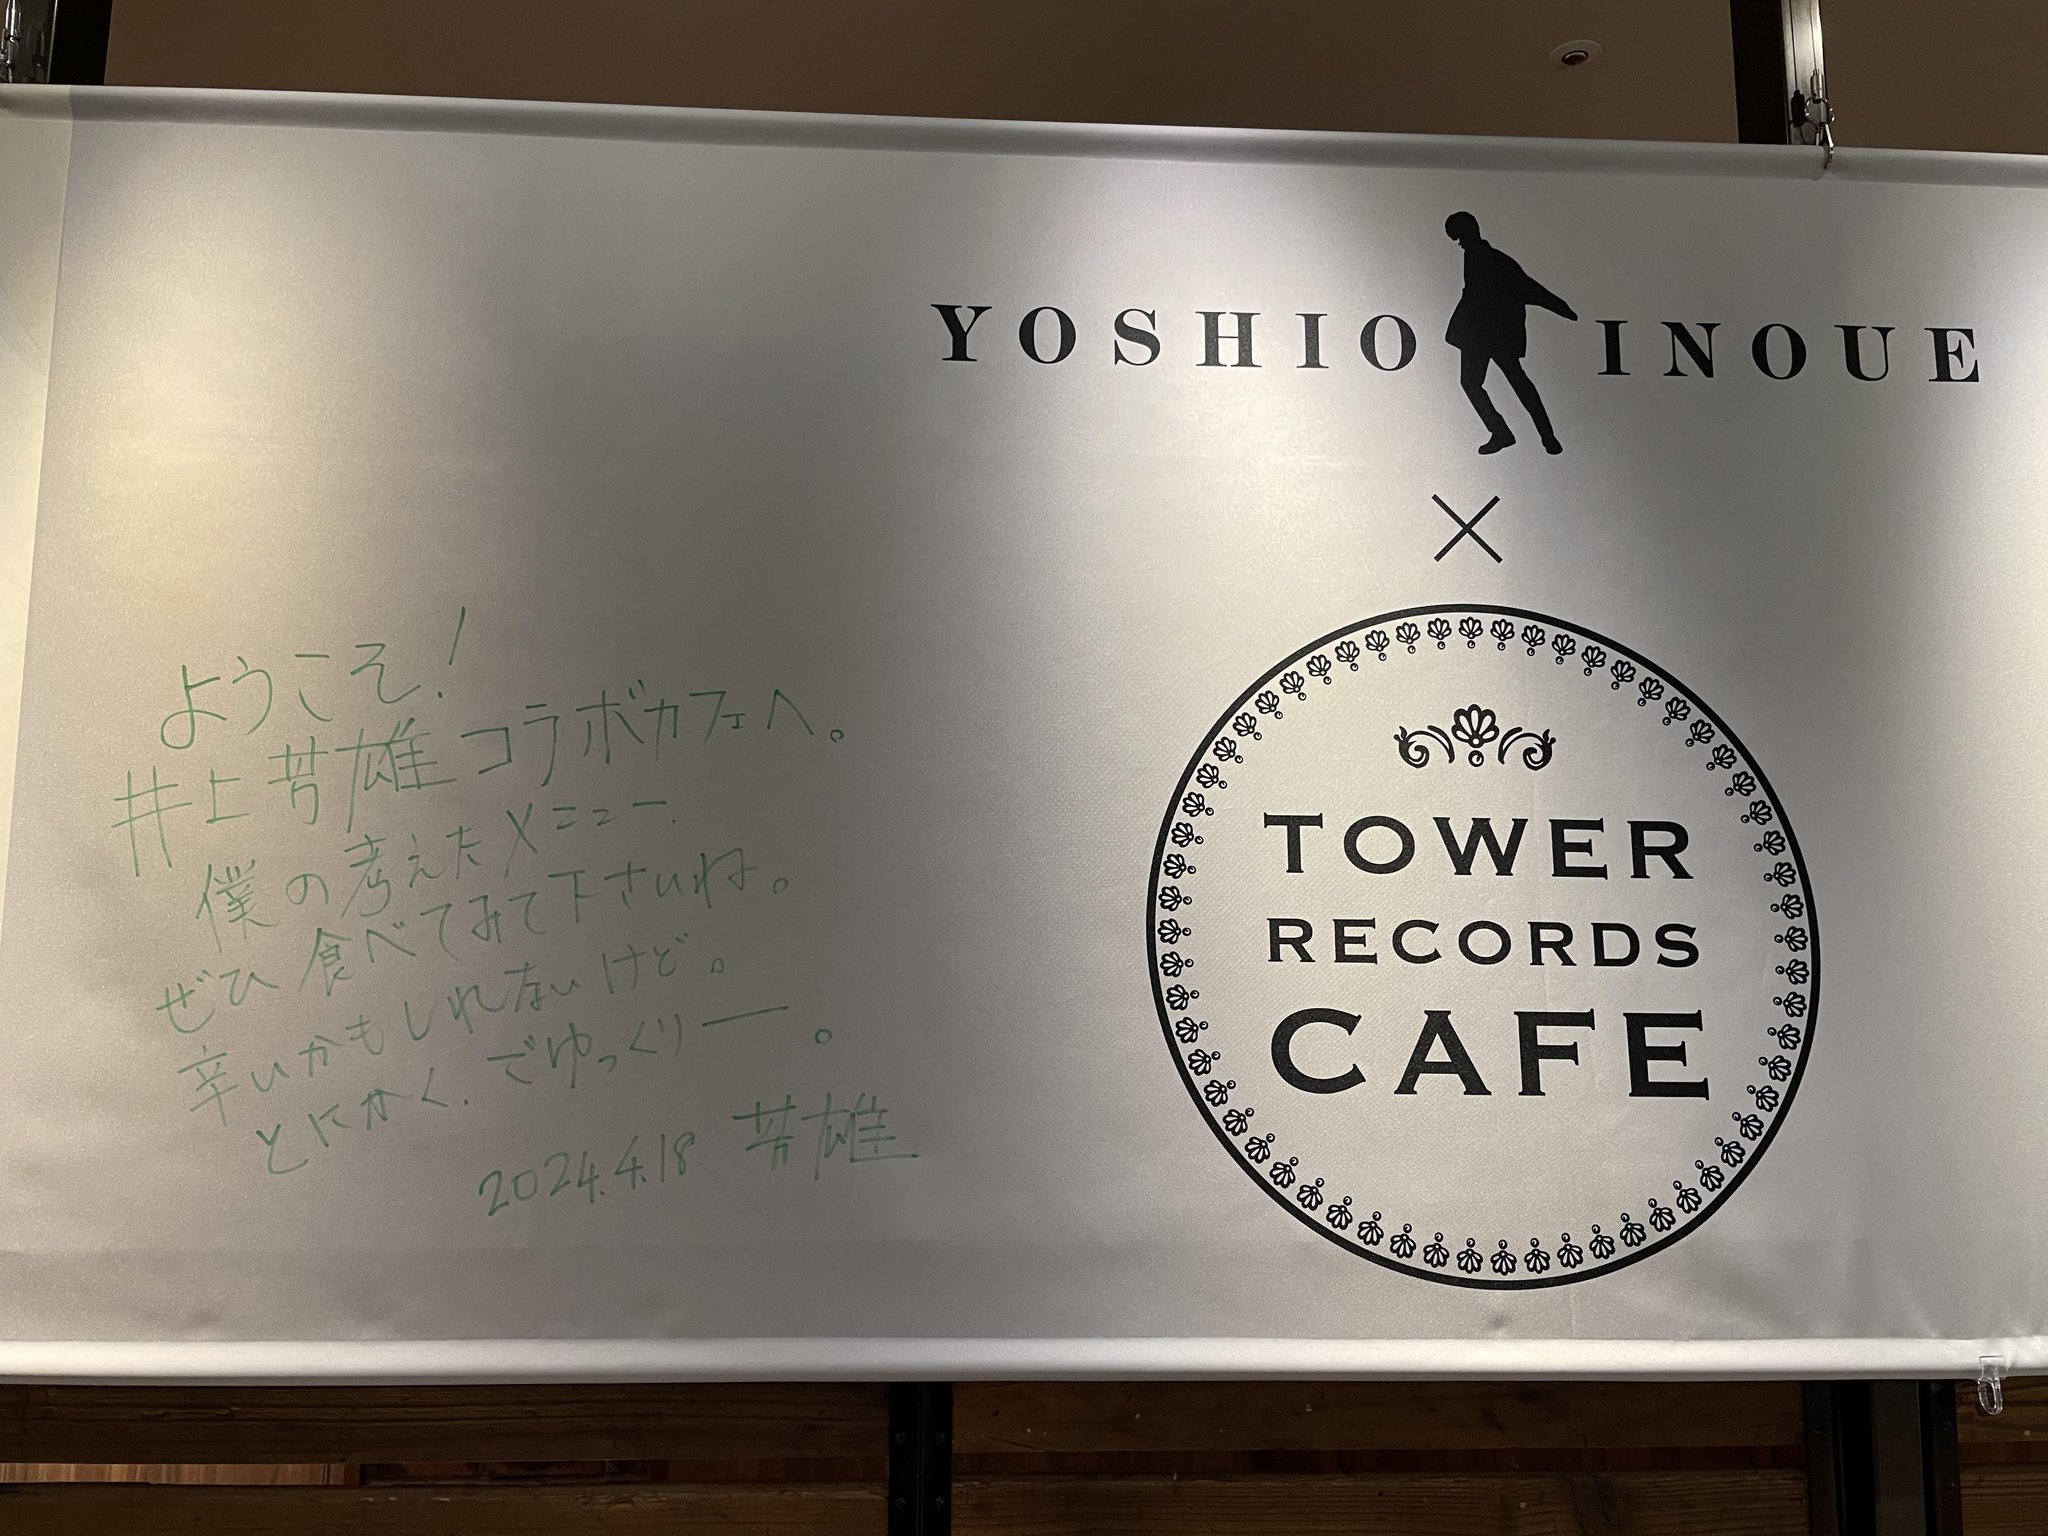 ようこそ!
井上芳雄コラボカフェへ。
僕の考えたメニュー.
ぜひ食べてみて下さいね。
辛いかもしれないけど。
とにかく.ごゆっくりー。
2024.4.18 芳雄
YOSHIO INOUE
×
TOWER
RECORDS
CAFE